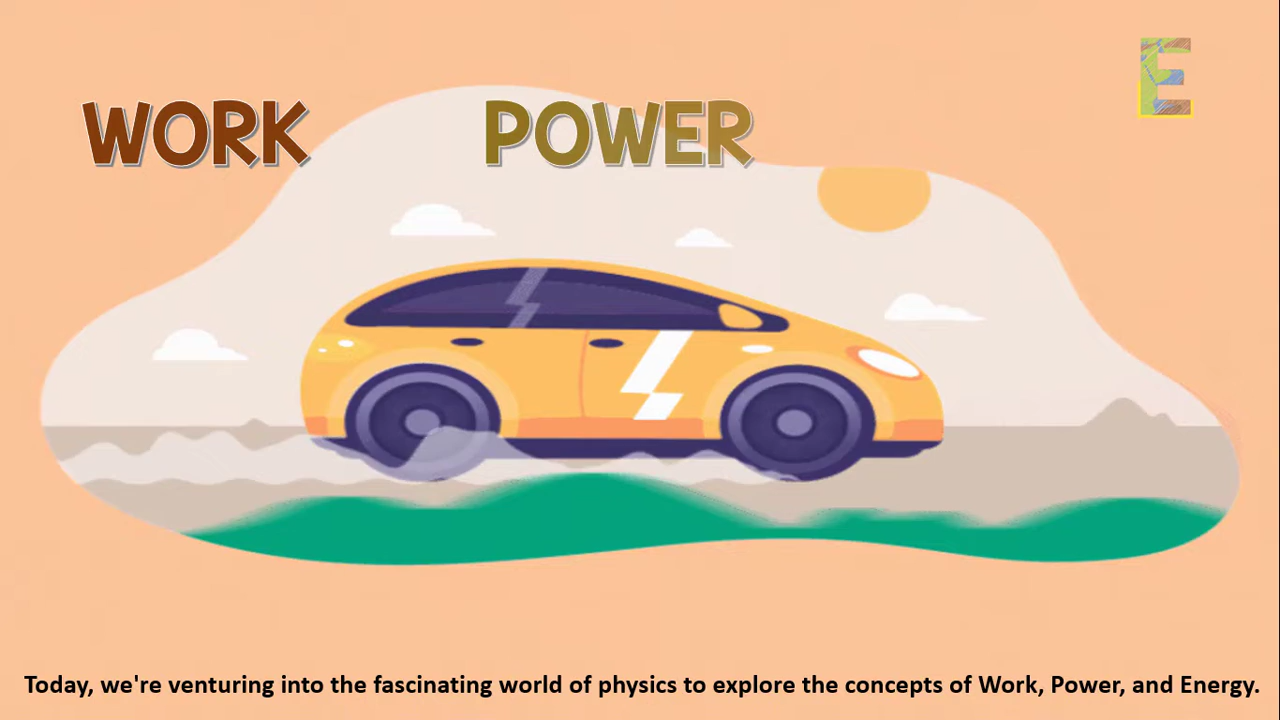 WORK POWER E
Today, we're venturing into the fascinating world of physics to explore the concepts of Work, Power, and Energy.